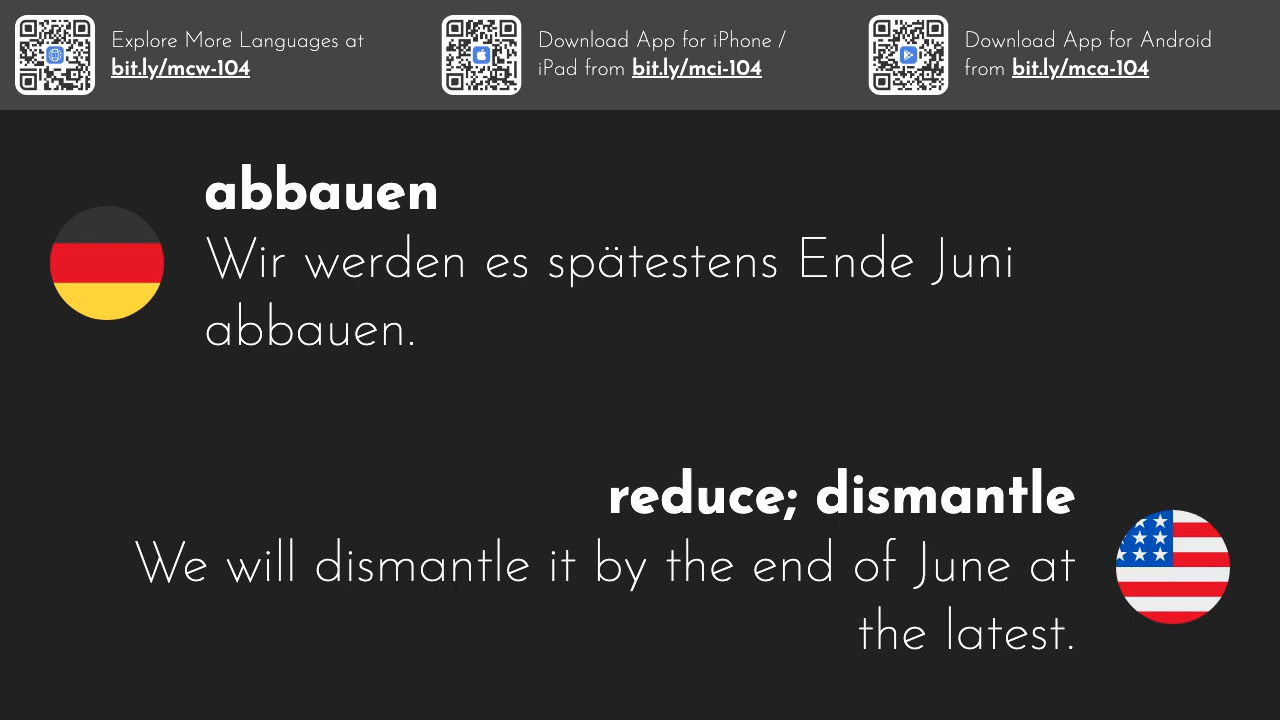 Explore More Languages at
bit.ly/mcw-104
Download App for iPhone /
iPad from bit.ly/mci-104
Download App for Android
from bit.ly/mca-104
abbauen
Wir werden es spätestens Ende Juni
abbauen.
reduce; dismantle
We will dismantle it by the end of June at
the latest.